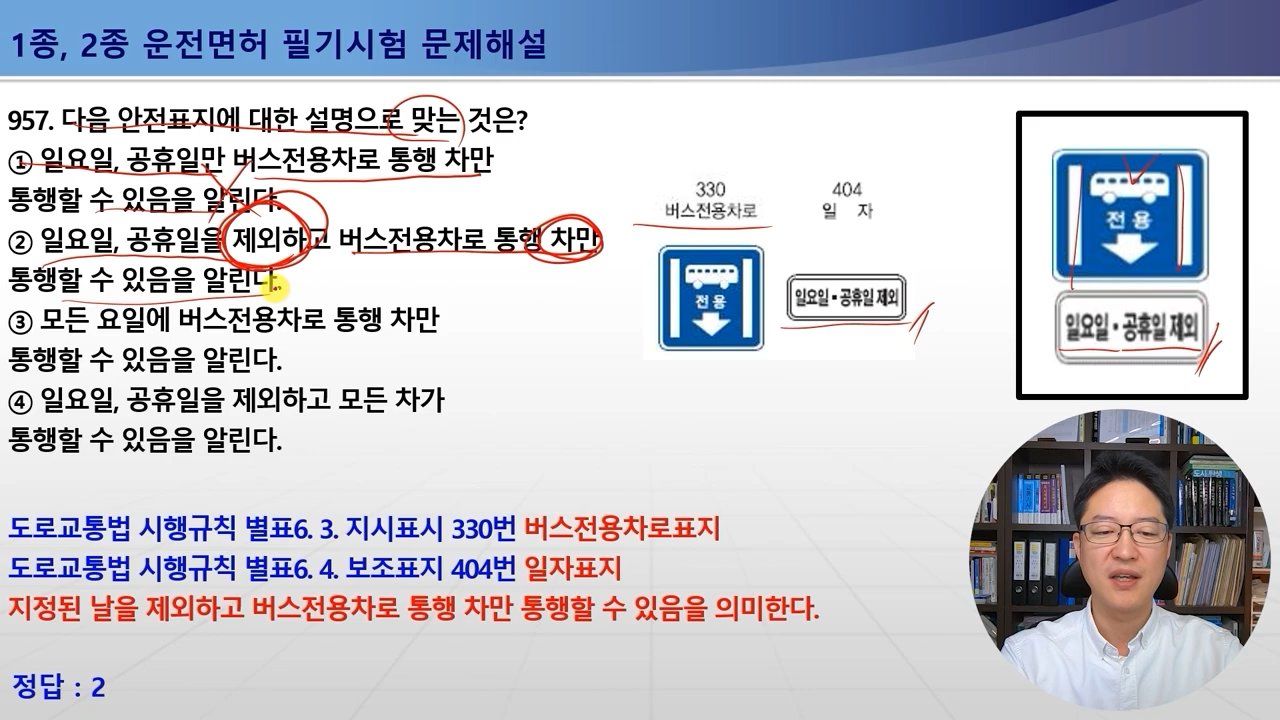 1종, 2종 운전면허 필기시험 문제해설
957. 다음 안전표지에 대한 설명으로 맞는 것은?
① 일요일, 공휴일만 버스전용차로 통행 차만
통행할 수 있음을 알린다.
② 일요일, 공휴일을 제외하고 버스전용차로 통행 차만
통행할 수 있음을 알린다.
③ 모든 요일에 버스전용차로 통행 차만
통행할 수 있음을 알린다.
④ 일요일, 공휴일을 제외하고 모든 차가
통행할 수 있음을 알린다.
330
버스전용차로
전용
404
일 자
일요일·공휴일 제외
전용
일요일·공휴일 제외
도로교통법 시행규칙 별표6. 3. 지시표시 330번 버스전용차로표지
도로교통법 시행규칙 별표6. 4. 보조표지 404번 일자표지
지정된 날을 제외하고 버스전용차로 통행 차만 통행할 수 있음을 의미한다.
정답 : 2